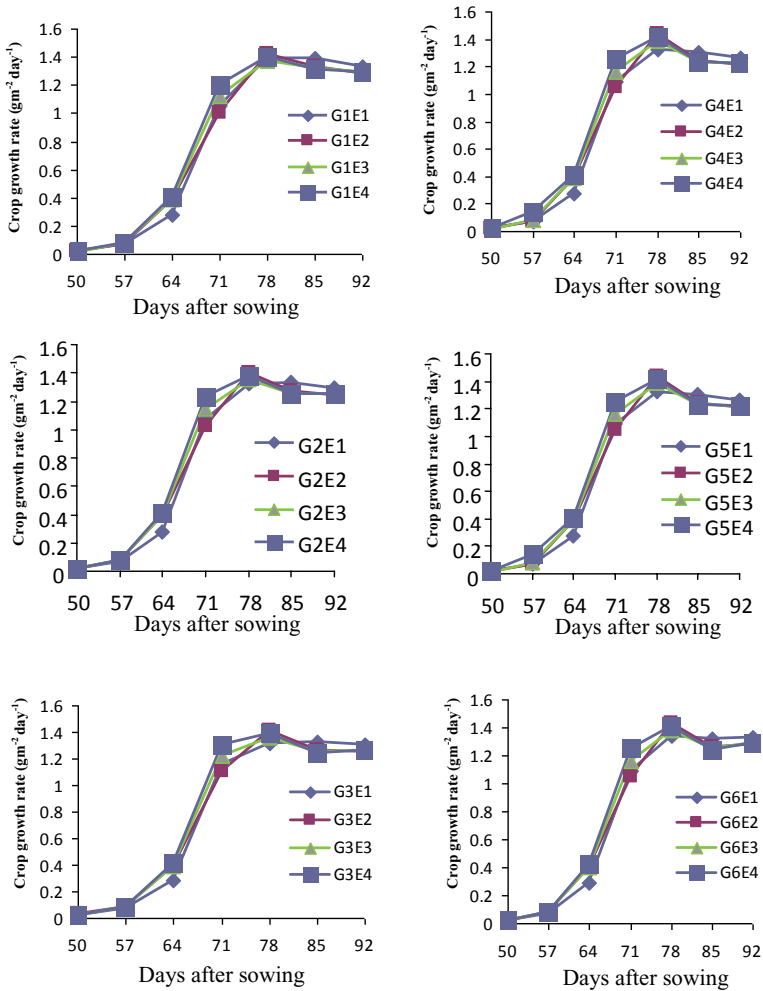 Crop growth rate (gm⁻² day⁻¹)
1.6
1.4
1.2
1
0.8
0.6
0.4
0.2
0
50 57 64 71 78 85 92
Days after sowing
G1E1
G1E2
G1E3
G1E4
Crop growth rate (gm⁻² day⁻¹)
1.6
1.4
1.2
1
0.8
0.6
0.4
0.2
0
50 57 64 71 78 85 92
Days after sowing
G4E1
G4E2
G4E3
G4E4
Crop growth rate (gm⁻² day⁻¹)
1.6
1.4
1.2
1
0.8
0.6
0.4
0.2
0
50 57 64 71 78 85 92
Days after sowing
G2E1
G2E2
G2E3
G2E4
Crop growth rate (gm⁻² day⁻¹)
1.6
1.4
1.2
1
0.8
0.6
0.4
0.2
0
50 57 64 71 78 85 92
Days after sowing
G5E1
G5E2
G5E3
G5E4
Crop growth rate (gm⁻² day⁻¹)
1.6
1.4
1.2
1
0.8
0.6
0.4
0.2
0
50 57 64 71 78 85 92
Days after sowing
G3E1
G3E2
G3E3
G3E4
Crop growth rate (gm⁻² day⁻¹)
1.6
1.4
1.2
1
0.8
0.6
0.4
0.2
0
50 57 64 71 78 85 92
Days after sowing
G6E1
G6E2
G6E3
G6E4